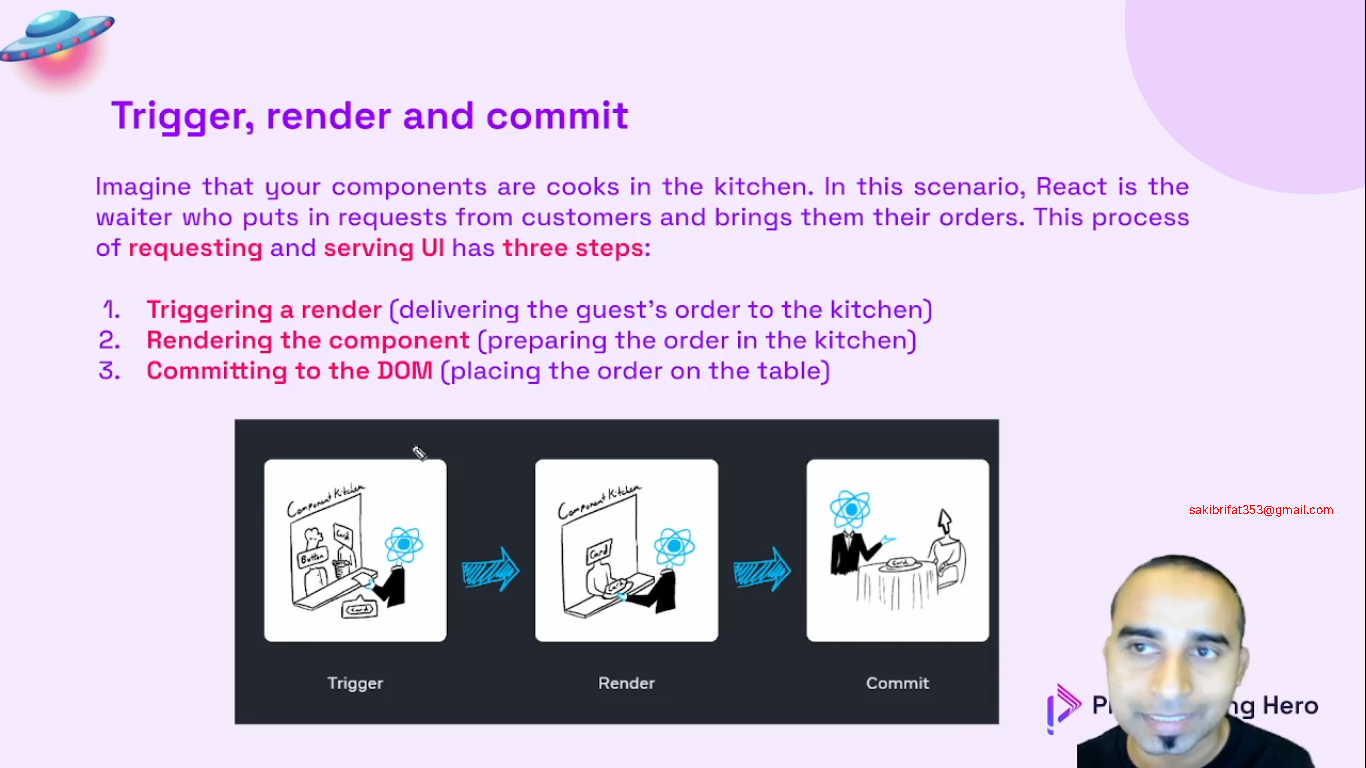 Trigger, render and commit
Imagine that your components are cooks in the kitchen. In this scenario, React is the
waiter who puts in requests from customers and brings them their orders. This process
of requesting and serving UI has three steps:
1. Triggering a render (delivering the guest's order to the kitchen)
2. Rendering the component (preparing the order in the kitchen)
3. Committing to the DOM (placing the order on the table)
Component Kitchen
Button
Card
Card
Component Kitchen
Card
Card
Card
Trigger
Render
Commit
sakibrifat353@gmail.com
Hero